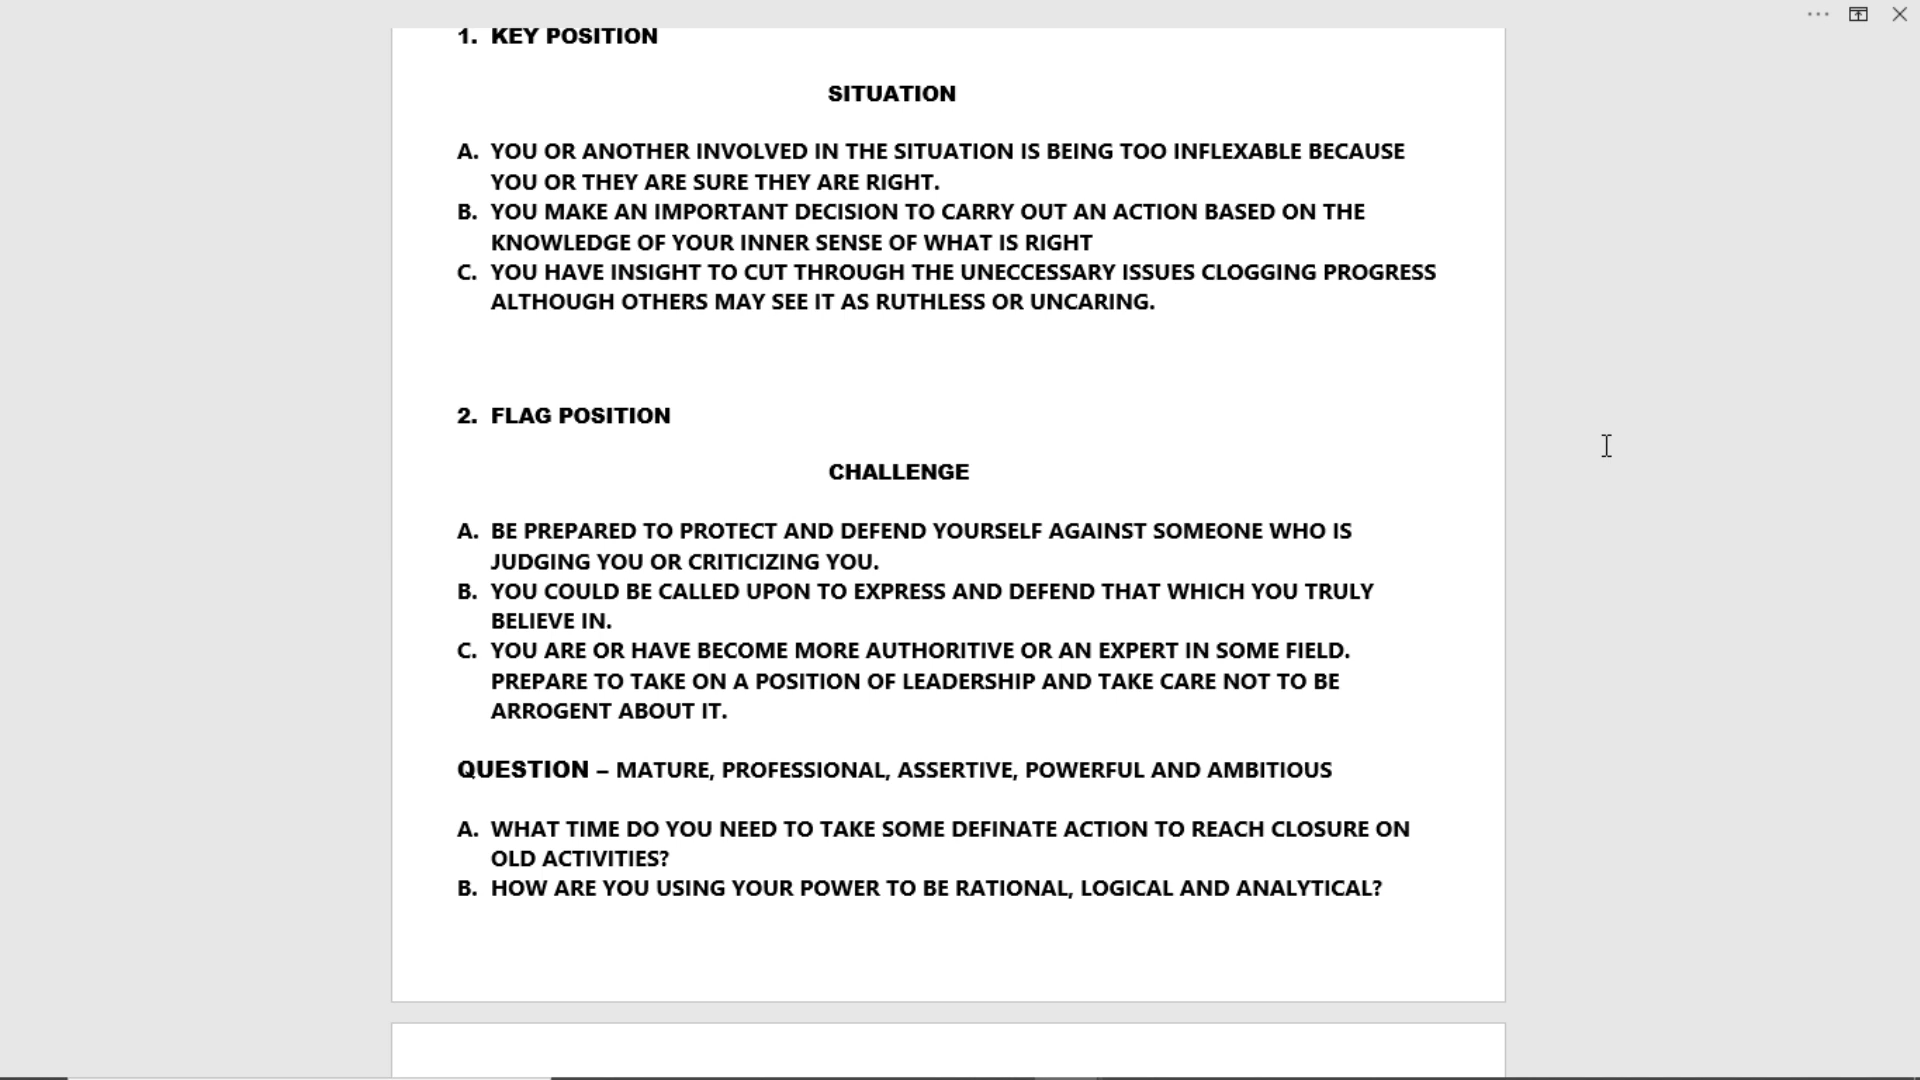 1. KEY POSITION
SITUATION
A. YOU OR ANOTHER INVOLVED IN THE SITUATION IS BEING TOO INFLEXABLE BECAUSE
YOU OR THEY ARE SURE THEY ARE RIGHT.
B. YOU MAKE AN IMPORTANT DECISION TO CARRY OUT AN ACTION BASED ON THE
KNOWLEDGE OF YOUR INNER SENSE OF WHAT IS RIGHT
C. YOU HAVE INSIGHT TO CUT THROUGH THE UNECCESSARY ISSUES CLOGGING PROGRESS
ALTHOUGH OTHERS MAY SEE IT AS RUTHLESS OR UNCARING.
2. FLAG POSITION
CHALLENGE
A. BE PREPARED TO PROTECT AND DEFEND YOURSELF AGAINST SOMEONE WHO IS
JUDGING YOU OR CRITICIZING YOU.
B. YOU COULD BE CALLED UPON TO EXPRESS AND DEFEND THAT WHICH YOU TRULY
BELIEVE IN.
C. YOU ARE OR HAVE BECOME MORE AUTHORITIVE OR AN EXPERT IN SOME FIELD.
PREPARE TO TAKE ON A POSITION OF LEADERSHIP AND TAKE CARE NOT TO BE
ARROGENT ABOUT IT.
QUESTION – MATURE, PROFESSIONAL, ASSERTIVE, POWERFUL AND AMBITIOUS
A. WHAT TIME DO YOU NEED TO TAKE SOME DEFINATE ACTION TO REACH CLOSURE ON
OLD ACTIVITIES?
B. HOW ARE YOU USING YOUR POWER TO BE RATIONAL, LOGICAL AND ANALYTICAL?